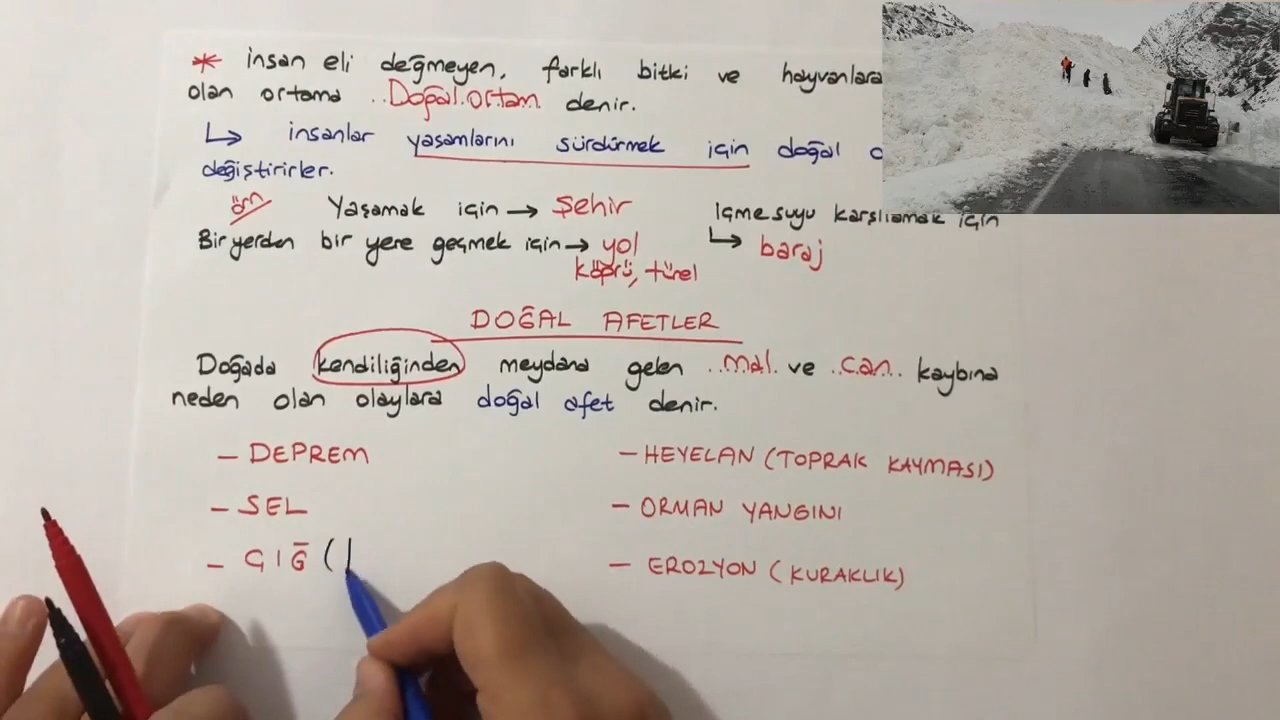 * İnsan eli değmeyen, farklı bitki ve hayvanlara
olan ortama ..Doğal.ortam denir.
↳ insanlar yaşamlarını sürdürmek için doğal
değiştirirler.
örn Yaşamak için → Şehir
İçme suyu karşılamak için
Bir yerden bir yere geçmek için → yol
↳ baraj
köprü, tünel
DOĞAL AFETLER
Doğada kendiliğinden meydana gelen ..mal. ve .can.. kaybına
neden olan olaylara doğal afet denir.
- DEPREM
- HEYELAN (TOPRAK KAYMASI)
- SEL
- ORMAN YANGINI
- ÇIĞ (
- EROZYON (KURAKLIK)